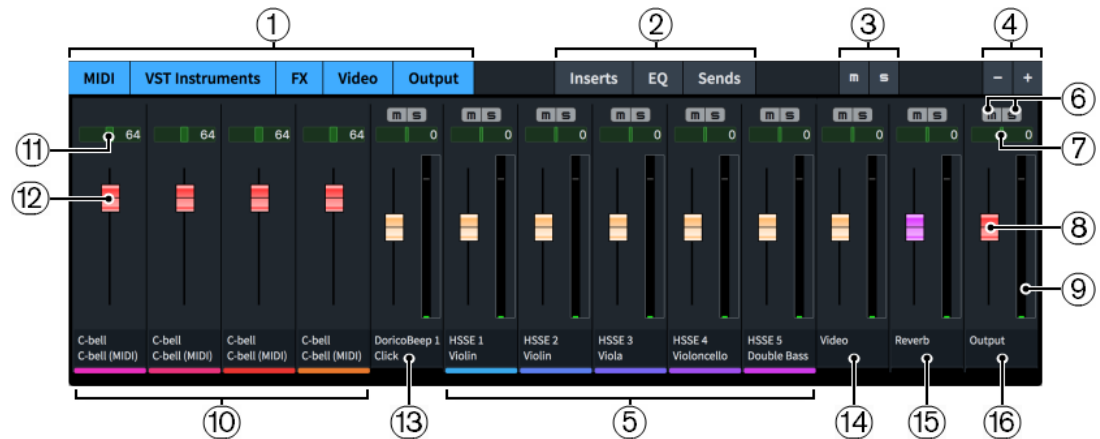 ① ② ③ ④
MIDI VST Instruments FX Video Output Inserts EQ Sends m s - +
m s m s m s m s m s m s m s m s m s ⑥
⑪ 64 64 64 64 0 0 0 0 0 0 0 0 0 ⑦
⑫ ⑧
⑨
C-bell C-bell C-bell C-bell DoricoBeep 1 HSSE 1 HSSE 2 HSSE 3 HSSE 4 HSSE 5 Video Reverb Output
C-bell (MIDI) C-bell (MIDI) C-bell (MIDI) C-bell (MIDI) Click Violin Violin Viola Violoncello Double Bass
⑩ ⑬ ⑤ ⑭ ⑮ ⑯